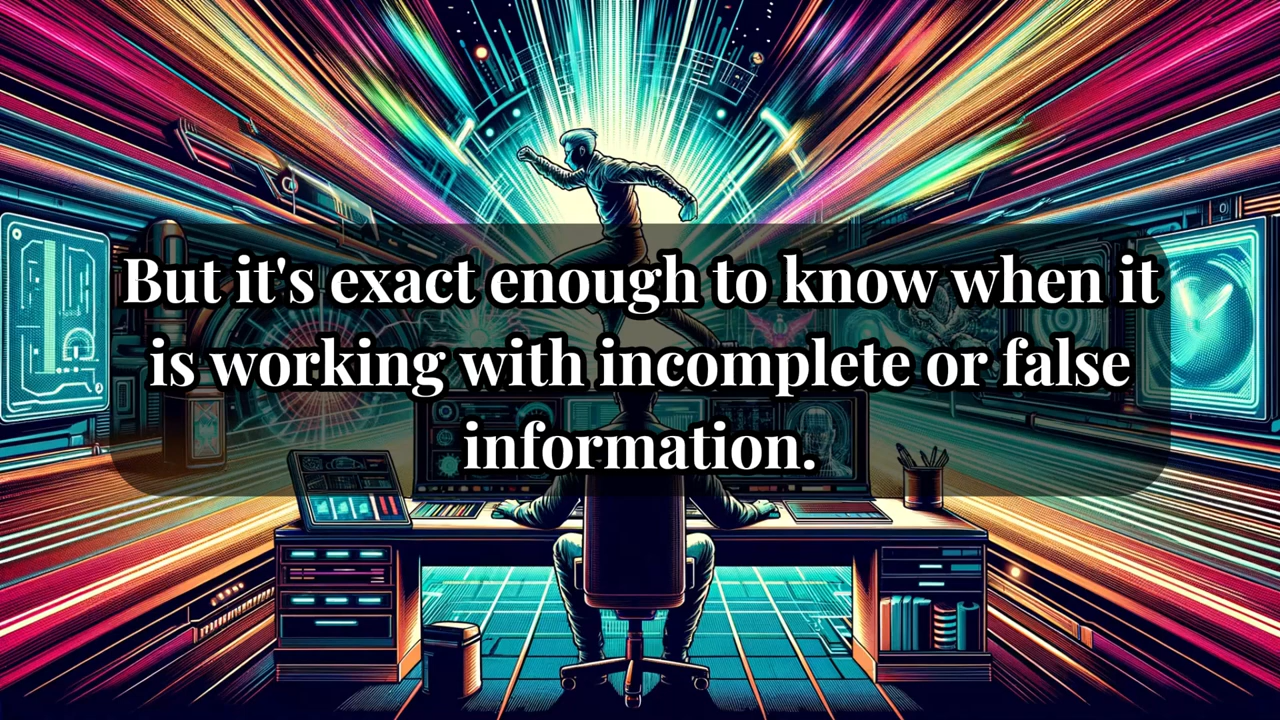 But it's exact enough to know when it
is working with incomplete or false
information.